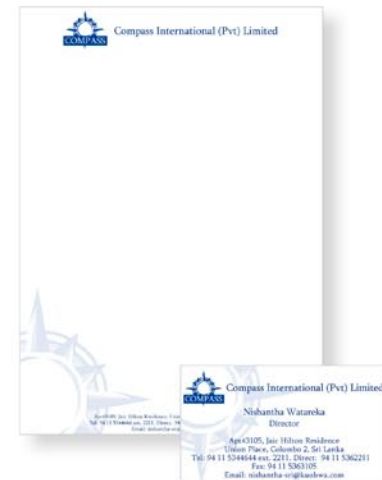 COMPASS
Compass International (Pvt) Limited
COMPASS
Compass International (Pvt) Limited
Nishantha Watareka
Director
Apt#3105, Jaic Hilton Residence
Union Place, Colombo 2, Sri Lanka
Tel: 94 11 5344644 ext. 2211. Direct: 94 11 5362211
Fax: 94 11 5363105
Email: